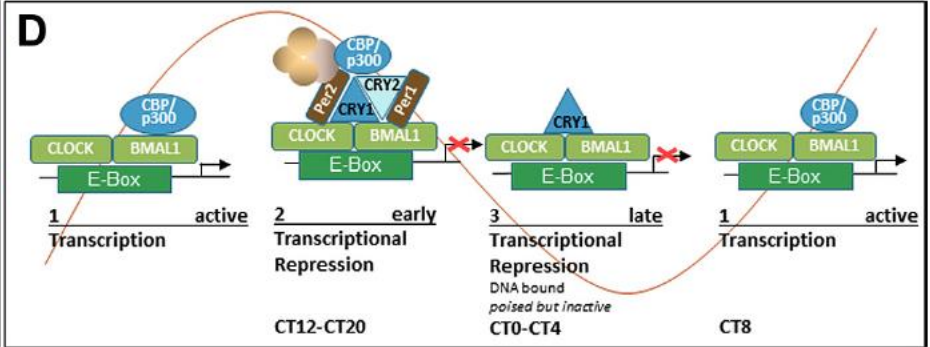 D
CBP/
p300
CLOCK BMAL1
E-Box
1 active
Transcription
CBP/
p300
Per2
CRY1
CRY2
Per1
CLOCK BMAL1
E-Box
2 early
Transcriptional
Repression
CT12-CT20
CRY1
CLOCK BMAL1
E-Box
3 late
Transcriptional
Repression
DNA bound
poised but inactive
CT0-CT4
CBP/
p300
CLOCK BMAL1
E-Box
1 active
Transcription
CT8